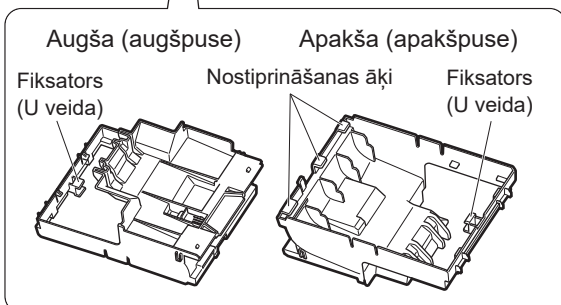 Augša (augšpuse)
Apakša (apakšpuse)
Fiksators
(U veida)
Nostiprināšanas āķi
Fiksators
(U veida)